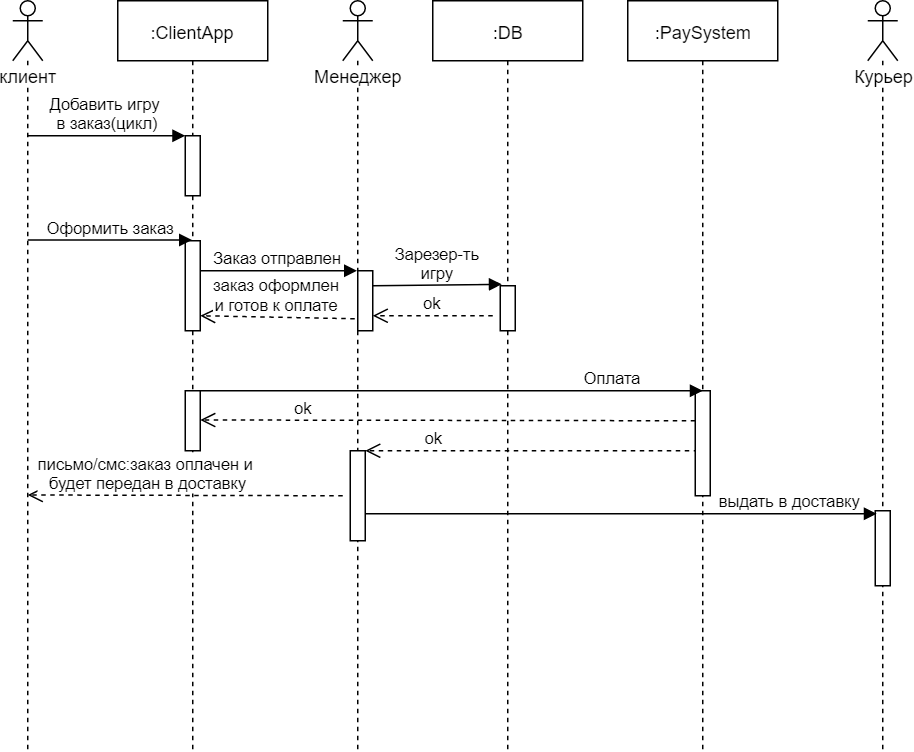 :ClientApp
:DB
:PaySystem
клиент
Менеджер
Курьер
Добавить игру
в заказ(цикл)
Оформить заказ
Заказ отправлен
Зарезер-ть
игру
заказ оформлен
и готов к оплате
ok
Оплата
ok
ok
письмо/смс:заказ оплачен и
будет передан в доставку
выдать в доставку